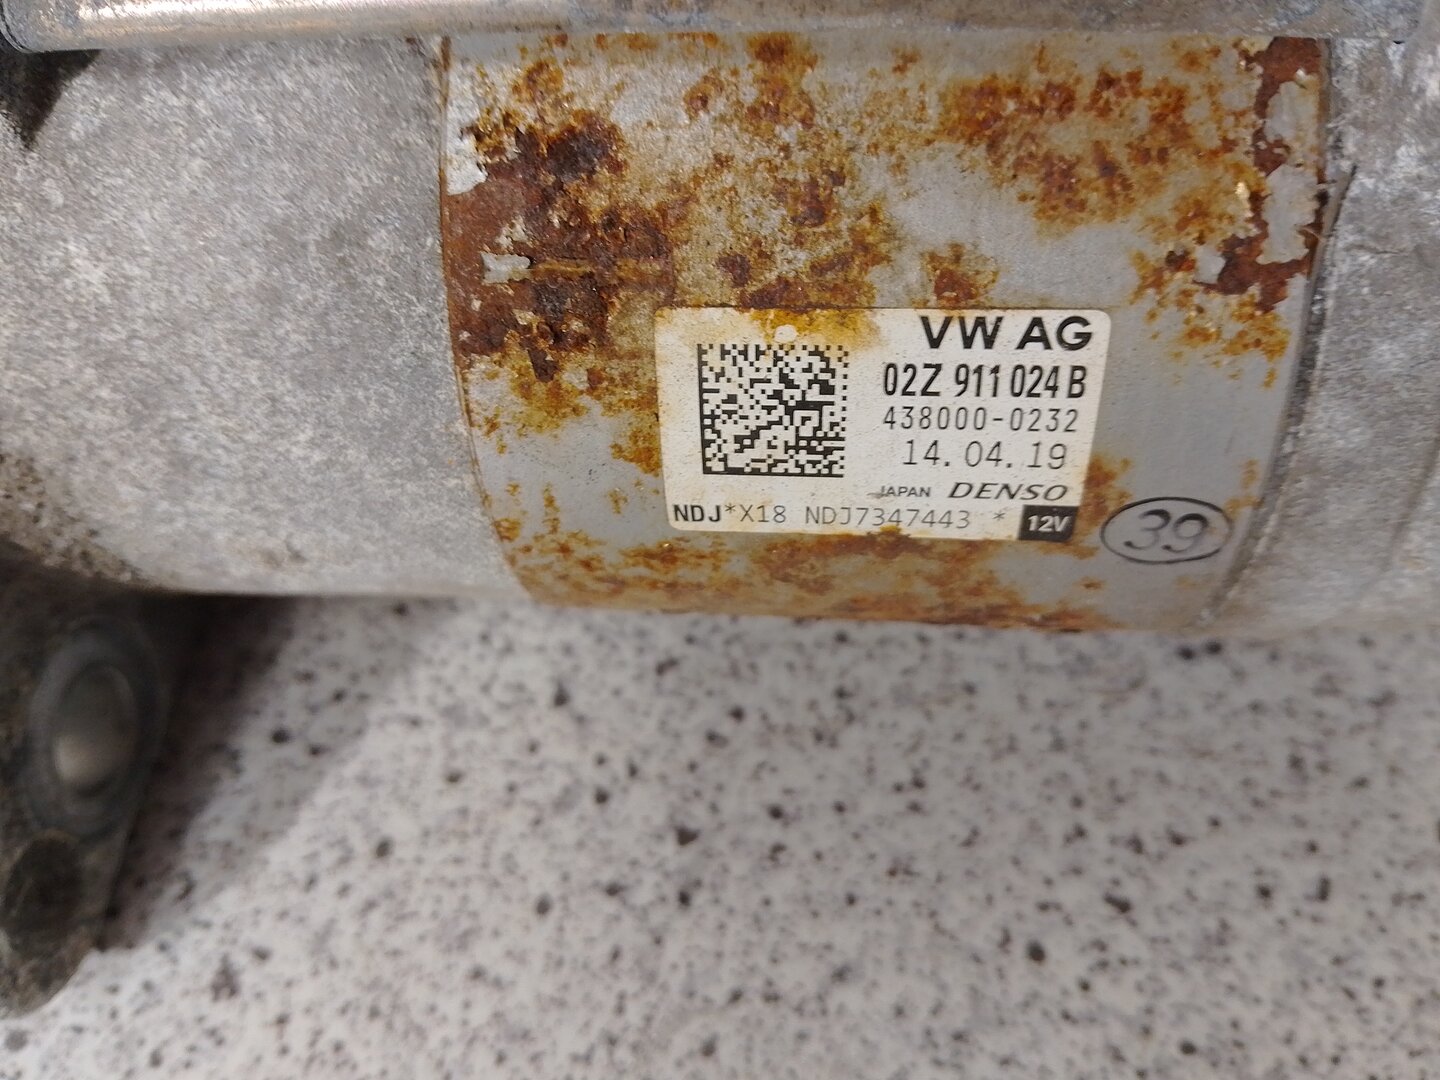 VW AG
02Z 911 024 B
438000-0232
14.04.19
JAPAN DENSO
NDJ*X18 NDJ7347443 * 12V
39